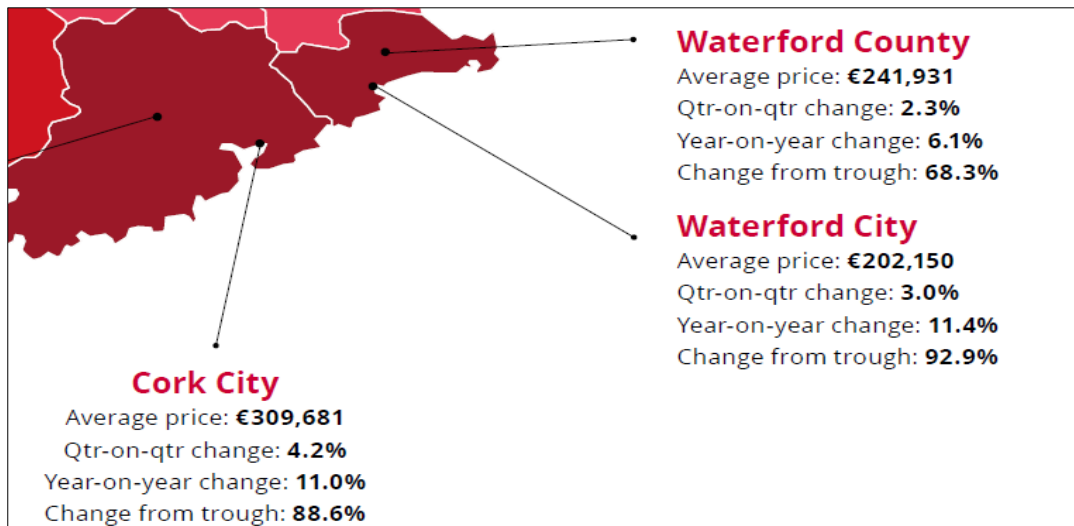 Waterford County
Average price: €241,931
Qtr-on-qtr change: 2.3%
Year-on-year change: 6.1%
Change from trough: 68.3%
Waterford City
Average price: €202,150
Qtr-on-qtr change: 3.0%
Year-on-year change: 11.4%
Change from trough: 92.9%
Cork City
Average price: €309,681
Qtr-on-qtr change: 4.2%
Year-on-year change: 11.0%
Change from trough: 88.6%